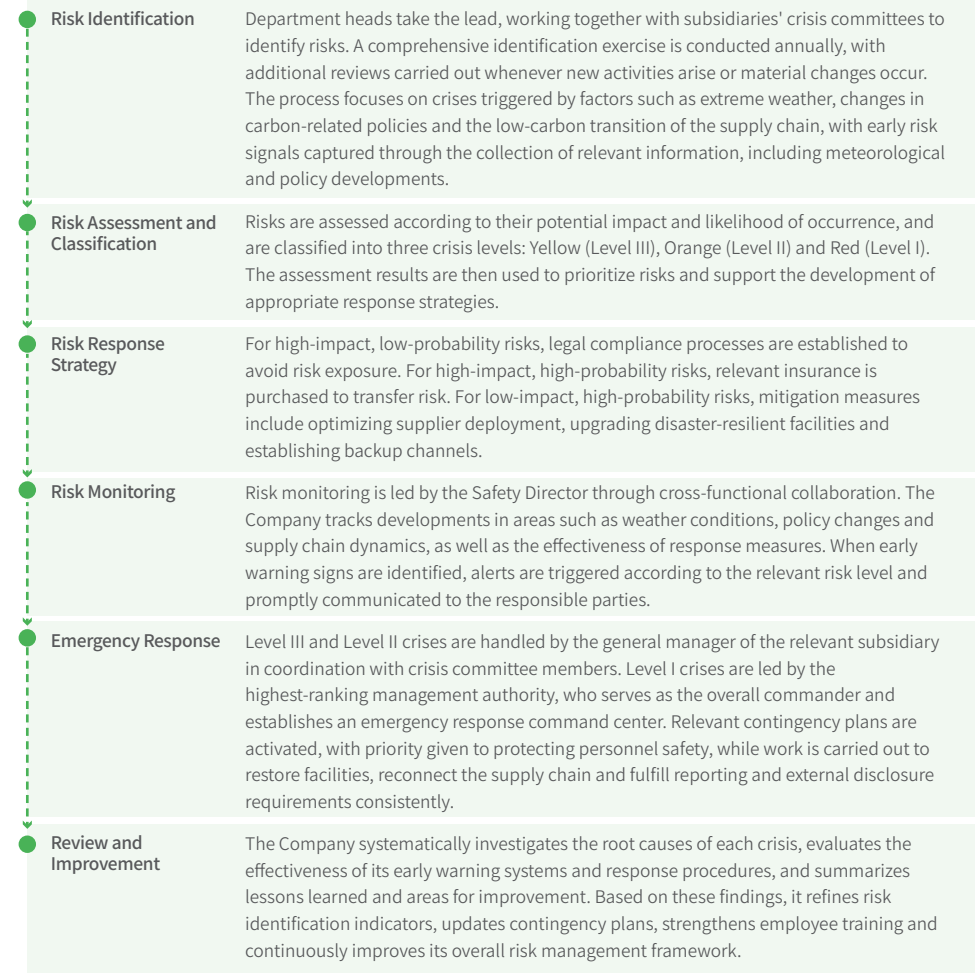 Risk Identification
Department heads take the lead, working together with subsidiaries' crisis committees to
identify risks. A comprehensive identification exercise is conducted annually, with
additional reviews carried out whenever new activities arise or material changes occur.
The process focuses on crises triggered by factors such as extreme weather, changes in
carbon-related policies and the low-carbon transition of the supply chain, with early risk
signals captured through the collection of relevant information, including meteorological
and policy developments.
Risk Assessment and
Classification
Risks are assessed according to their potential impact and likelihood of occurrence, and
are classified into three crisis levels: Yellow (Level III), Orange (Level II) and Red (Level I).
The assessment results are then used to prioritize risks and support the development of
appropriate response strategies.
Risk Response
Strategy
For high-impact, low-probability risks, legal compliance processes are established to
avoid risk exposure. For high-impact, high-probability risks, relevant insurance is
purchased to transfer risk. For low-impact, high-probability risks, mitigation measures
include optimizing supplier deployment, upgrading disaster-resilient facilities and
establishing backup channels.
Risk Monitoring
Risk monitoring is led by the Safety Director through cross-functional collaboration. The
Company tracks developments in areas such as weather conditions, policy changes and
supply chain dynamics, as well as the effectiveness of response measures. When early
warning signs are identified, alerts are triggered according to the relevant risk level and
promptly communicated to the responsible parties.
Emergency Response
Level III and Level II crises are handled by the general manager of the relevant subsidiary
in coordination with crisis committee members. Level I crises are led by the
highest-ranking management authority, who serves as the overall commander and
establishes an emergency response command center. Relevant contingency plans are
activated, with priority given to protecting personnel safety, while work is carried out to
restore facilities, reconnect the supply chain and fulfill reporting and external disclosure
requirements consistently.
Review and
Improvement
The Company systematically investigates the root causes of each crisis, evaluates the
effectiveness of its early warning systems and response procedures, and summarizes
lessons learned and areas for improvement. Based on these findings, it refines risk
identification indicators, updates contingency plans, strengthens employee training and
continuously improves its overall risk management framework.